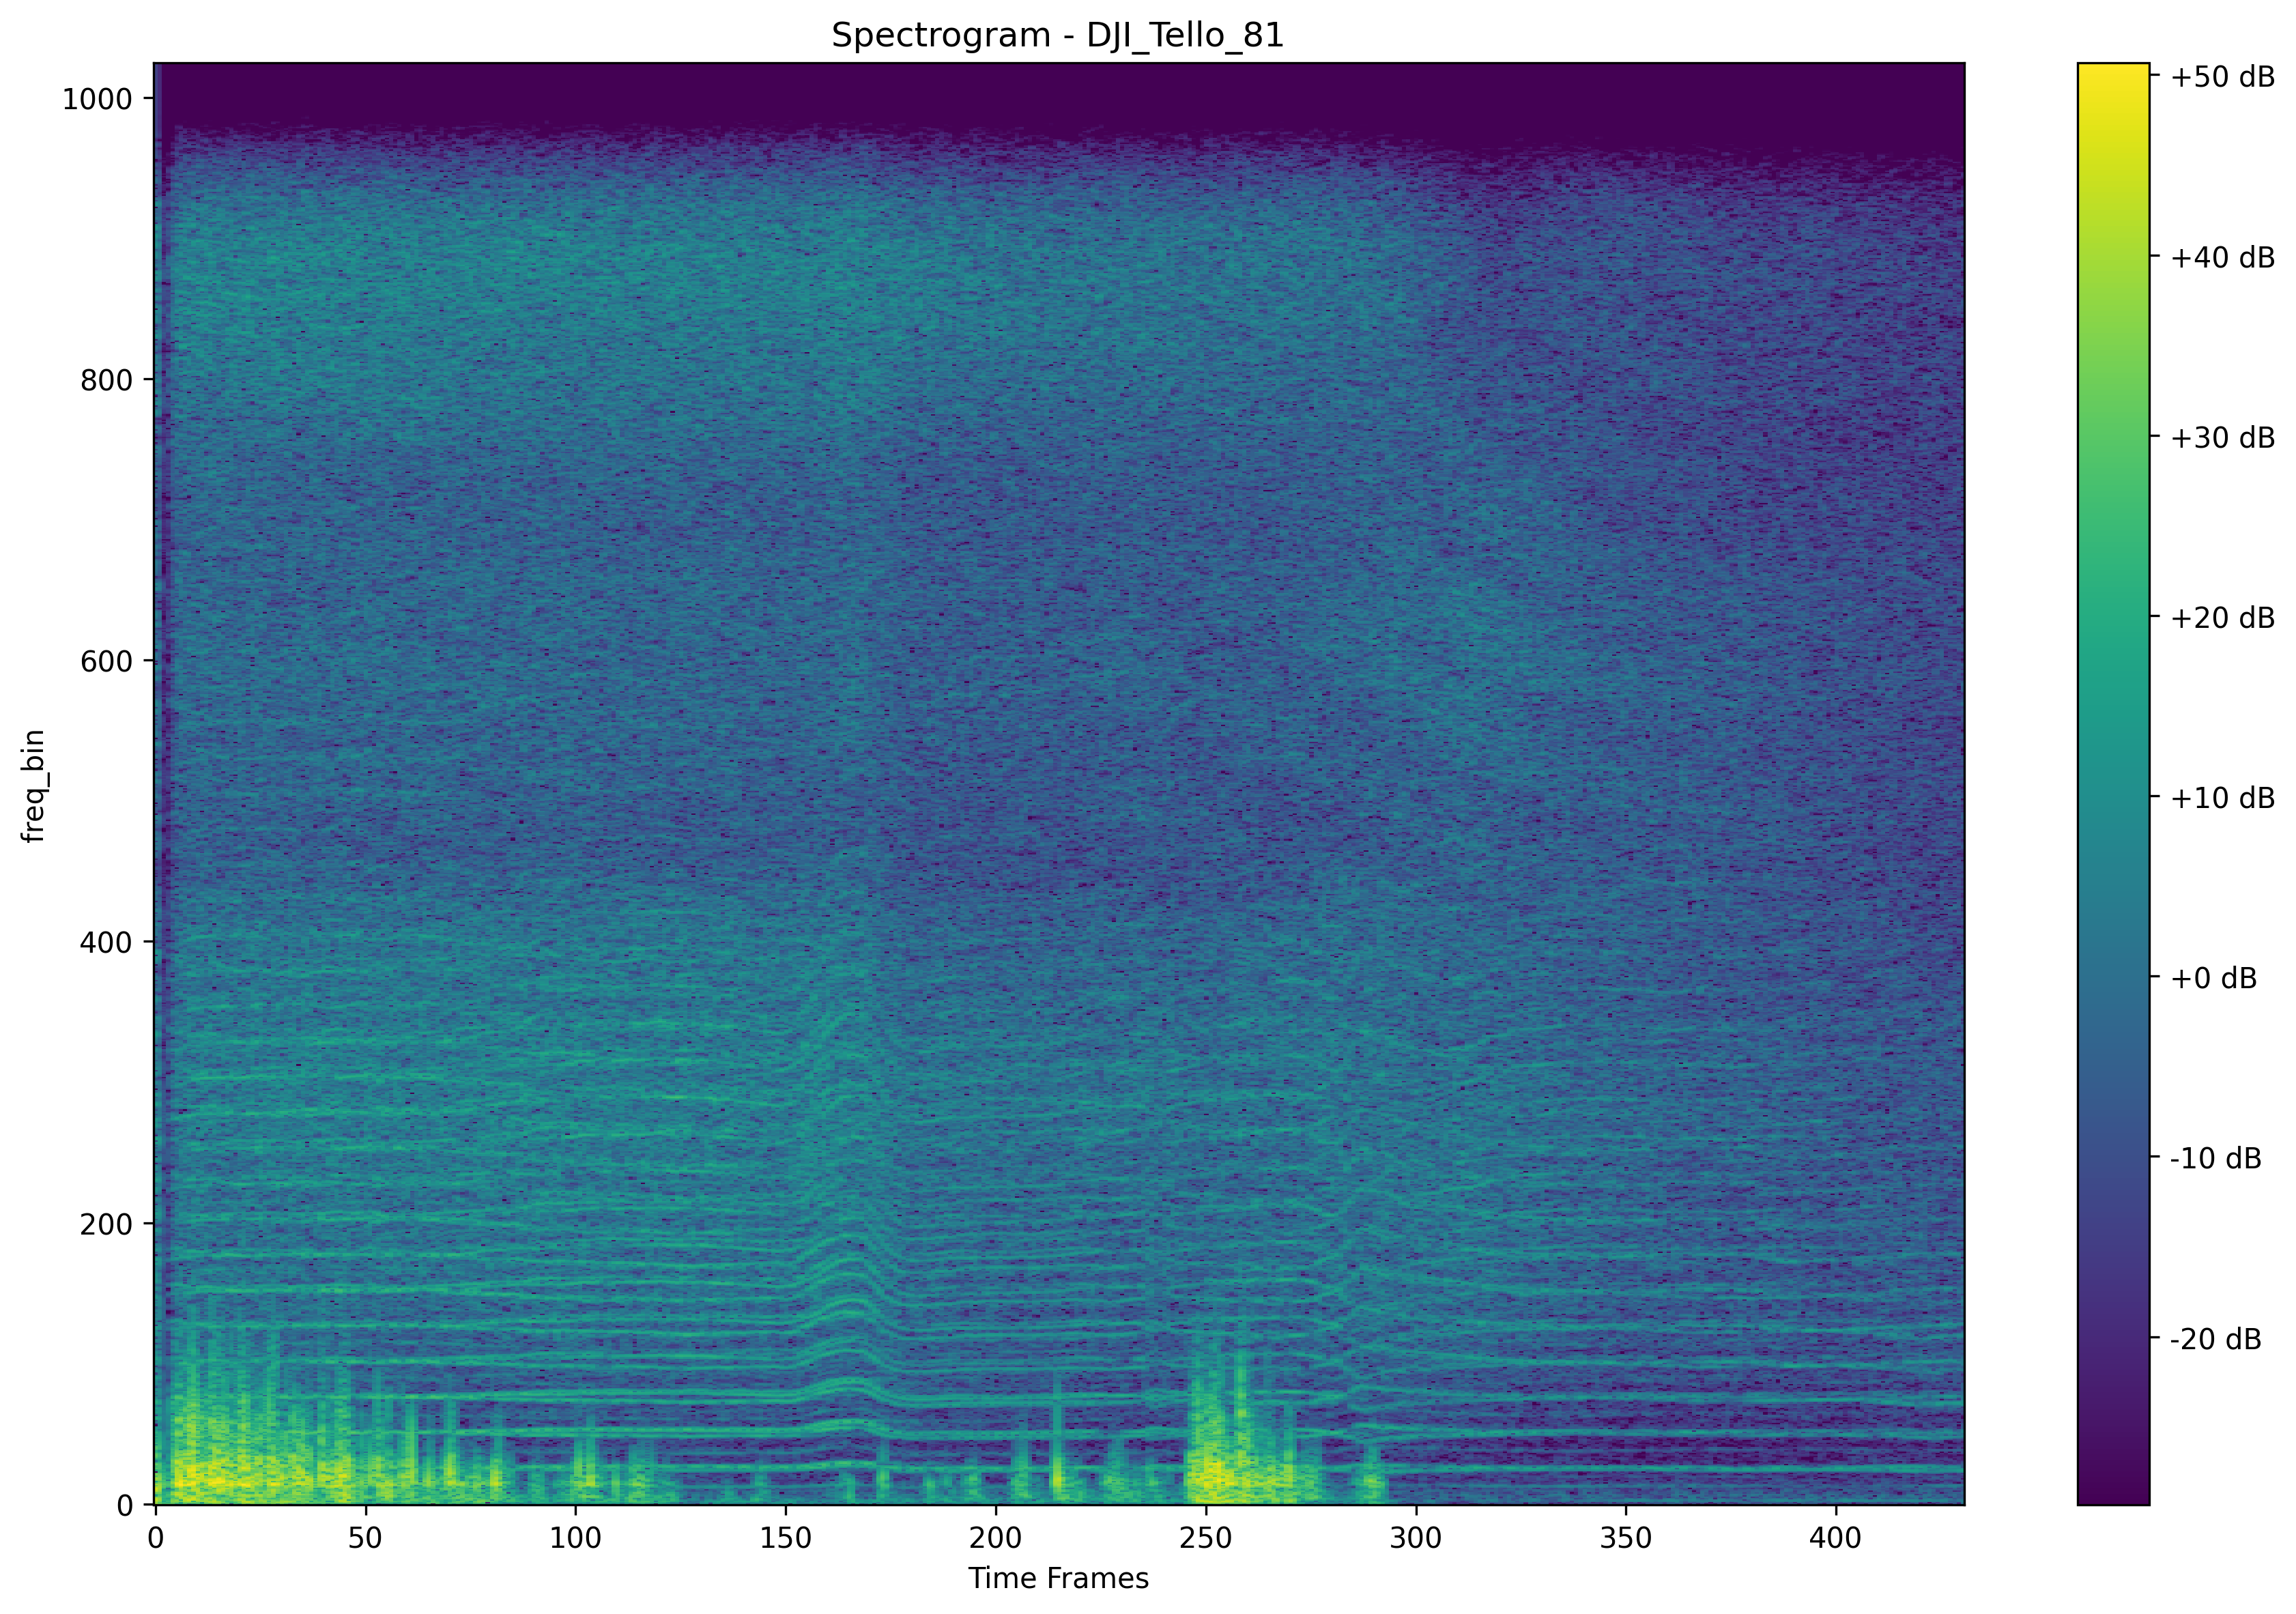 Spectrogram - DJI_Tello_81
1000
800
600
400
200
0
freq_bin
0 50 100 150 200 250 300 350 400
Time Frames
+50 dB
+40 dB
+30 dB
+20 dB
+10 dB
+0 dB
-10 dB
-20 dB